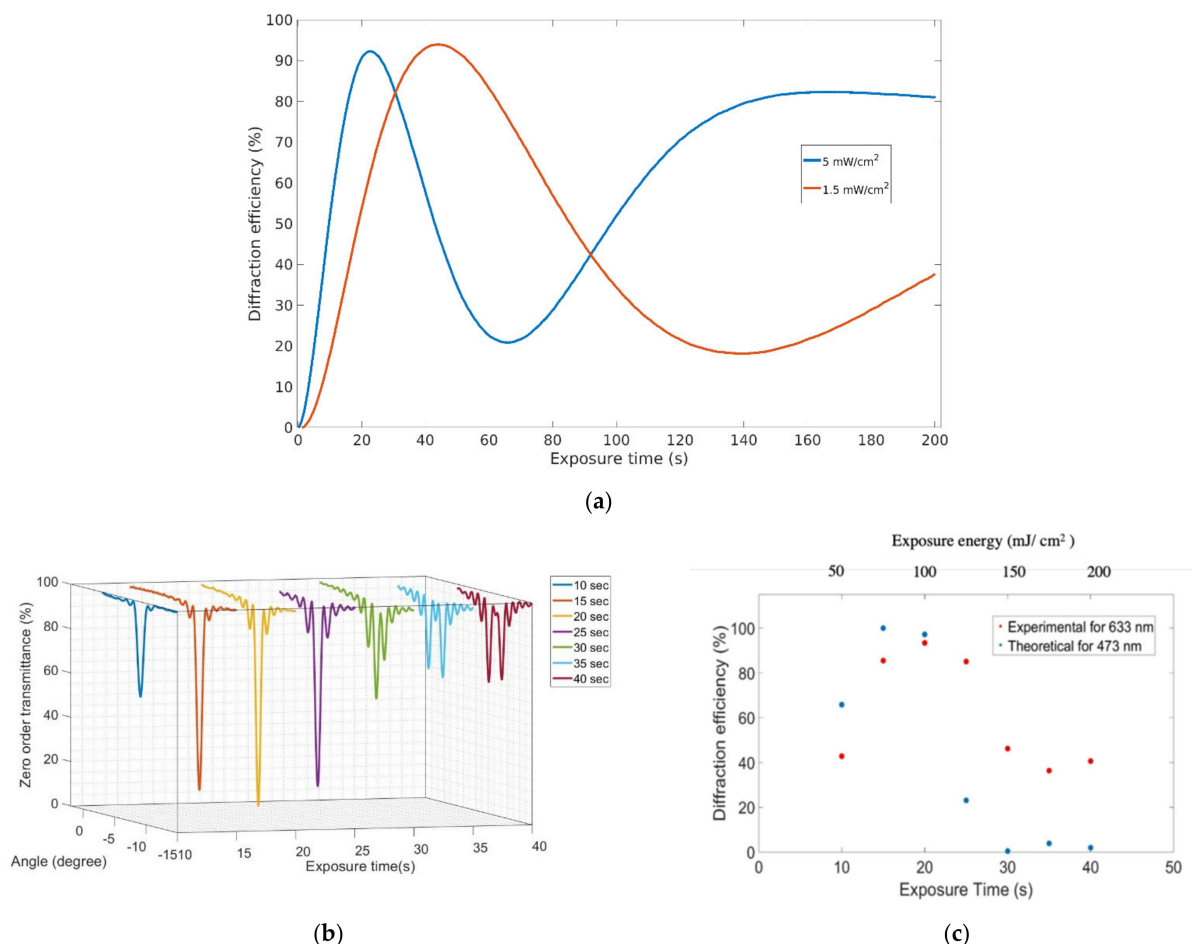 100
90
80
70
60
50
40
30
20
10
0
Diffraction efficiency (%)
5 mW/cm²
1.5 mW/cm²
0 20 40 60 80 100 120 140 160 180 200
Exposure time (s)
(a)
100
80
60
40
20
0
Zero order transmittance (%)
0 -5 -10 -15
Angle (degree)
10 15 20 25 30 35 40
Exposure time(s)
10 sec
15 sec
20 sec
25 sec
30 sec
35 sec
40 sec
(b)
Exposure energy (mJ/ cm² )
50 100 150 200
100
80
60
40
20
0
Diffraction efficiency (%)
Experimental for 633 nm
Theoretical for 473 nm
0 10 20 30 40 50
Exposure Time (s)
(c)